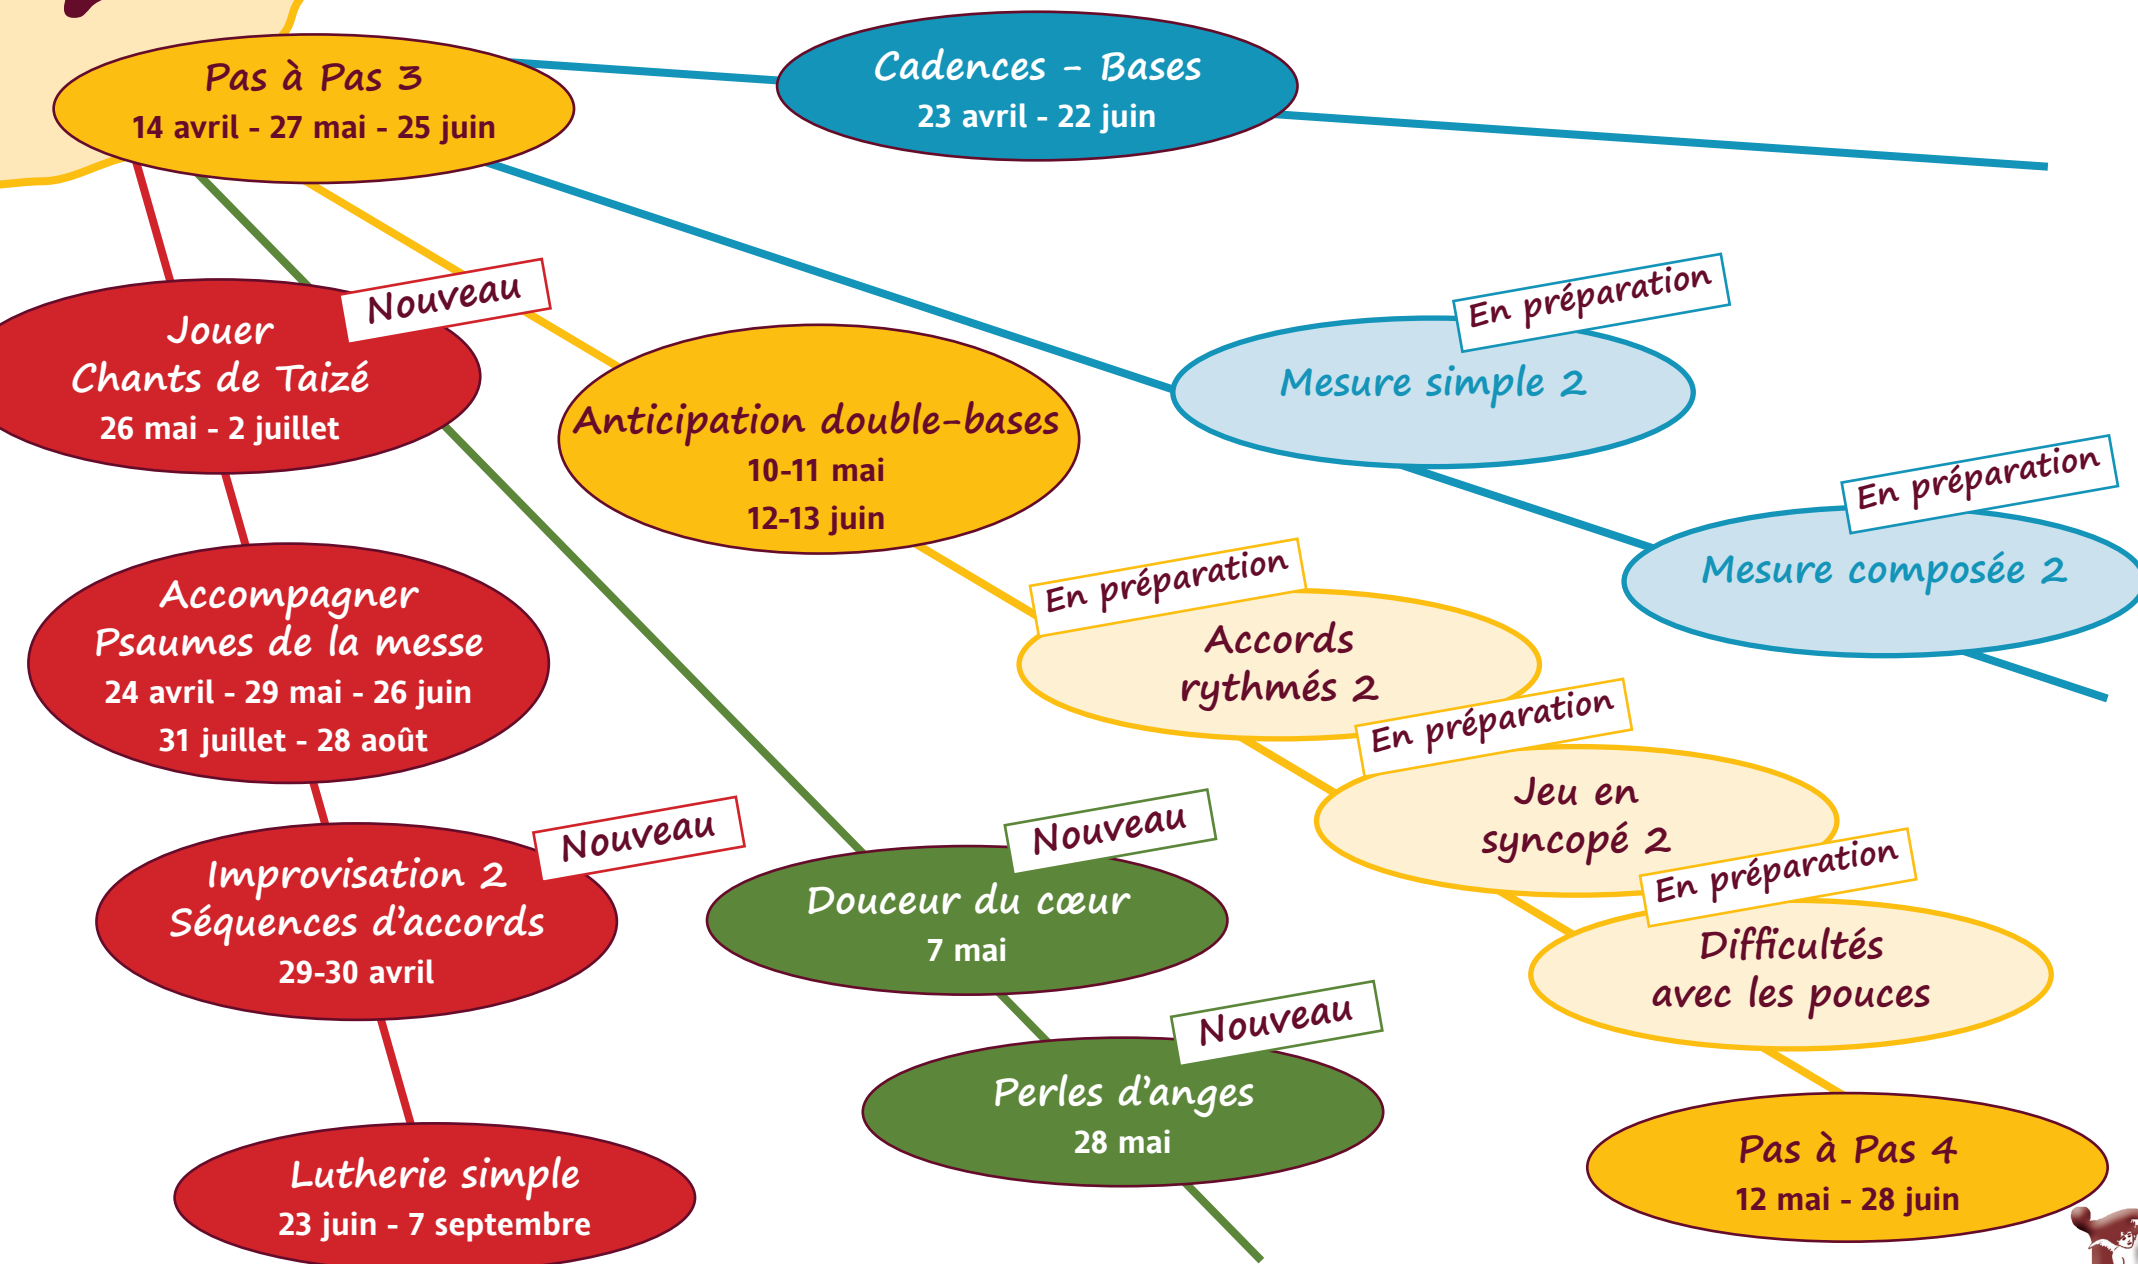 Pas à Pas 3
14 avril - 27 mai - 25 juin
Cadences - Bases
23 avril - 22 juin
Nouveau
Jouer
Chants de Taizé
26 mai - 2 juillet
Anticipation double-bases
10-11 mai
12-13 juin
En préparation
Mesure simple 2
En préparation
Mesure composée 2
Accompagner
Psaumes de la messe
24 avril - 29 mai - 26 juin
31 juillet - 28 août
En préparation
Accords
rythmés 2
En préparation
Jeu en
syncopé 2
Nouveau
Improvisation 2
Séquences d'accords
29-30 avril
Nouveau
Douceur du cœur
7 mai
En préparation
Difficultés
avec les pouces
Nouveau
Perles d'anges
28 mai
Lutherie simple
23 juin - 7 septembre
Pas à Pas 4
12 mai - 28 juin